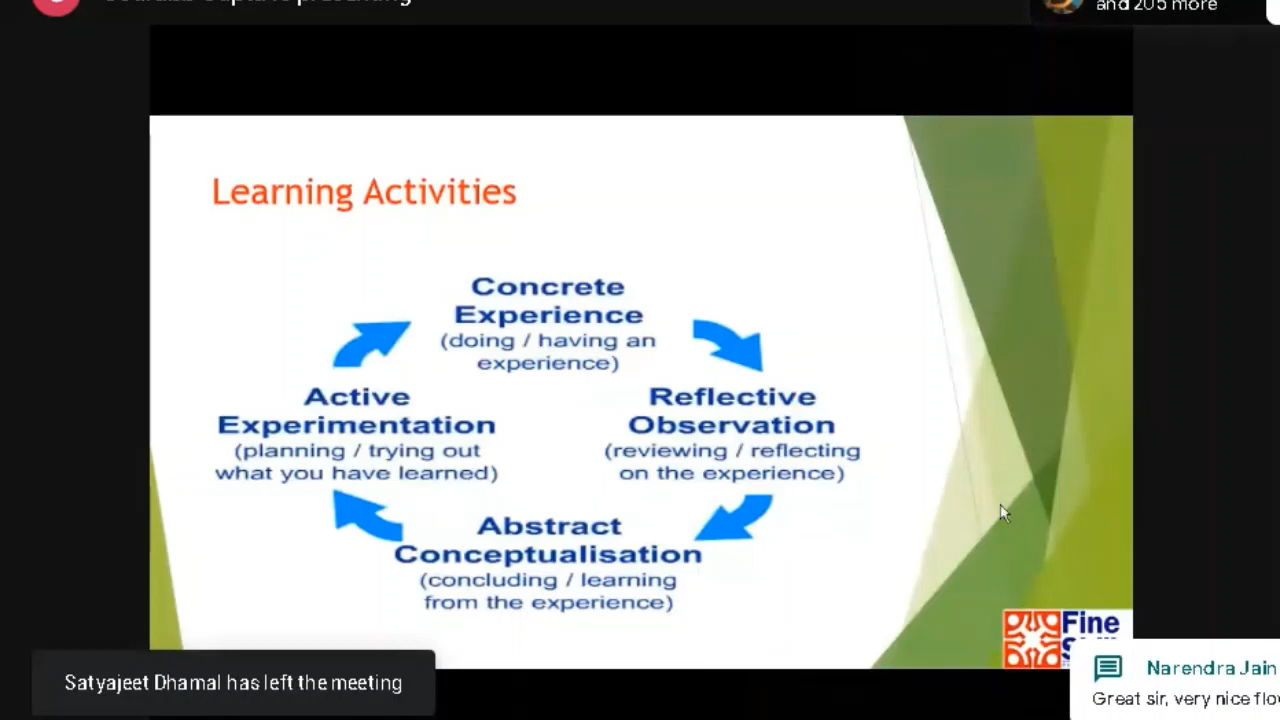 and 205 more
Learning Activities
Concrete
Experience
(doing / having an
experience)
Active
Experimentation
(planning / trying out
what you have learned)
Reflective
Observation
(reviewing / reflecting
on the experience)
Abstract
Conceptualisation
(concluding / learning
from the experience)
Fine
Satyajeet Dhamal has left the meeting
Narendra Jain
Great sir, very nice